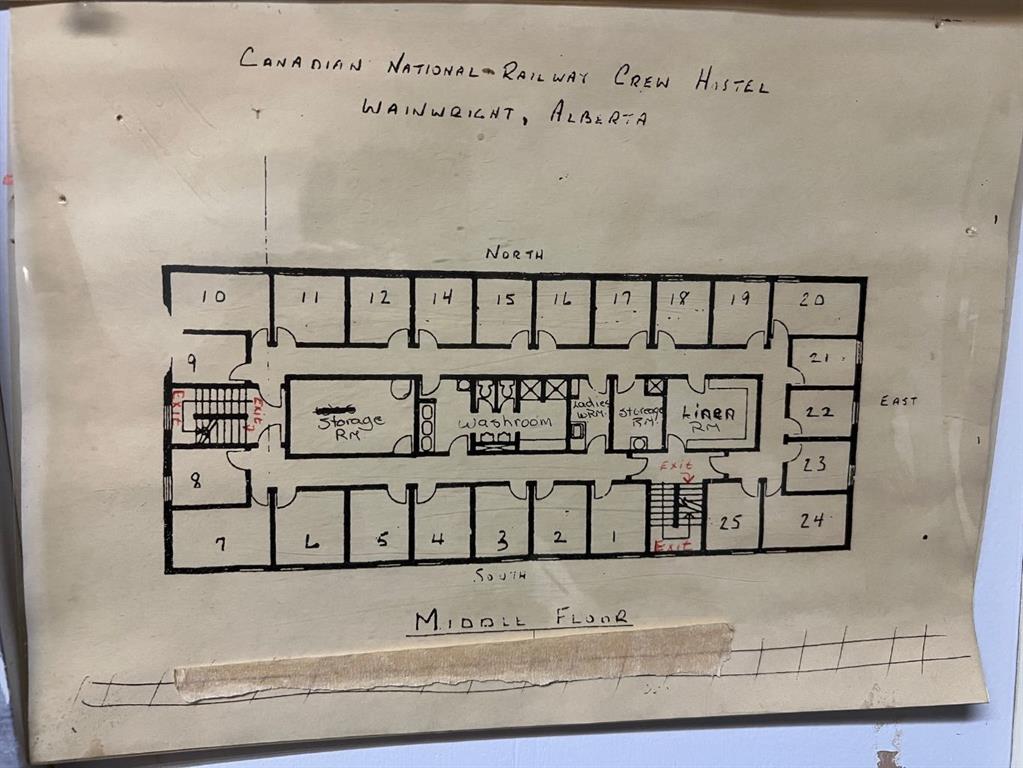 CANADIAN NATIONAL-RAILWAY CREW HISTEL
WAINWRIGHT, ALBERTA
NORTH
10 11 12 14 15 16 17 18 19 20
9
21
EXIT
Exit
Storage
RM
Washroom
Ladies
W.RM.
Storage
RM.
Linen
RM
22
EAST
8
Exit
23
7 6 5 4 3 2 1
Exit
25 24
SOUTH
MIDDLE FLOOR